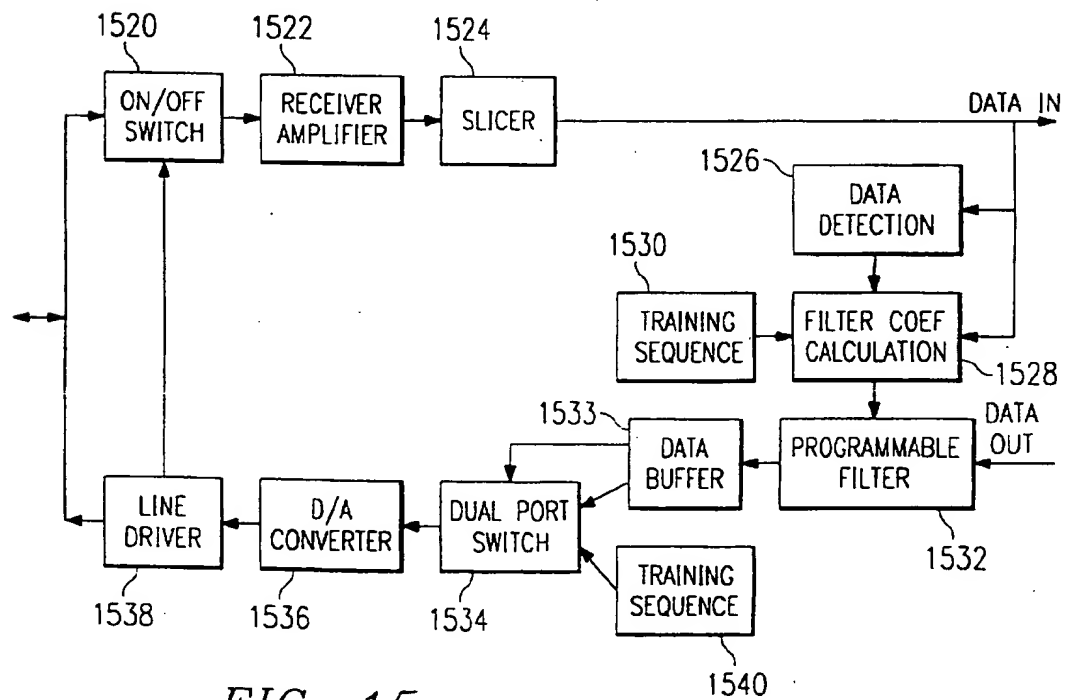 1520
1522
1524
ON/OFF
SWITCH
RECEIVER
AMPLIFIER
SLICER
DATA IN
1526
DATA
DETECTION
1530
TRAINING
SEQUENCE
FILTER COEF
CALCULATION
1528
1533
DATA
OUT
DATA
BUFFER
PROGRAMMABLE
FILTER
LINE
DRIVER
D/A
CONVERTER
DUAL PORT
SWITCH
1532
TRAINING
SEQUENCE
1538
1536
1534
1540
FIG. 15